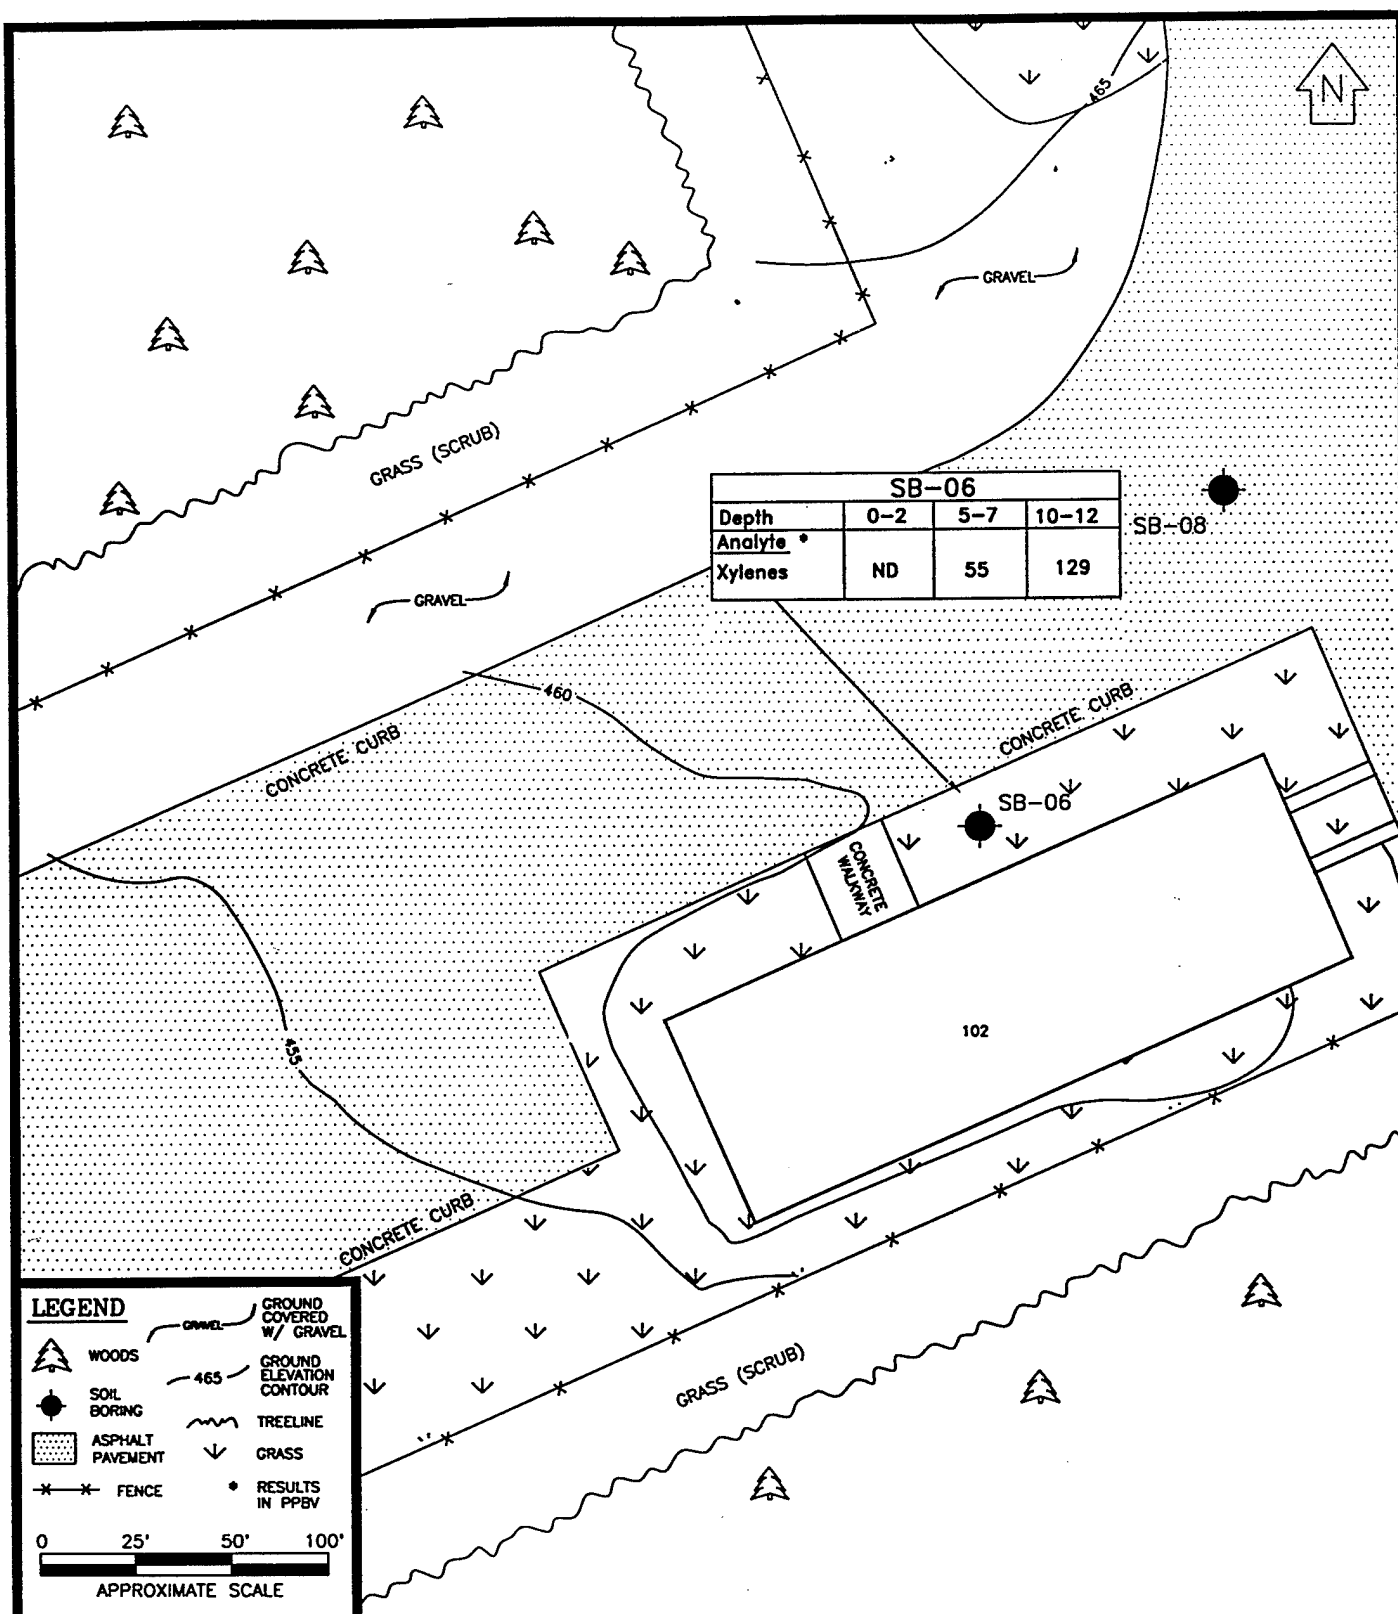 N
465
GRAVEL
GRASS (SCRUB)
SB-06
Depth 0-2 5-7 10-12
Analyte *
Xylenes ND 55 129
SB-08
GRAVEL
460
CONCRETE CURB
CONCRETE CURB
SB-06
CONCRETE
WALKWAY
102
455
CONCRETE CURB
GRASS (SCRUB)
LEGEND
WOODS
SOIL
BORING
ASPHALT
PAVEMENT
FENCE
GRAVEL
GROUND
COVERED
W/ GRAVEL
465
GROUND
ELEVATION
CONTOUR
TREELINE
GRASS
* RESULTS
IN PPBV
0 25' 50' 100'
APPROXIMATE SCALE